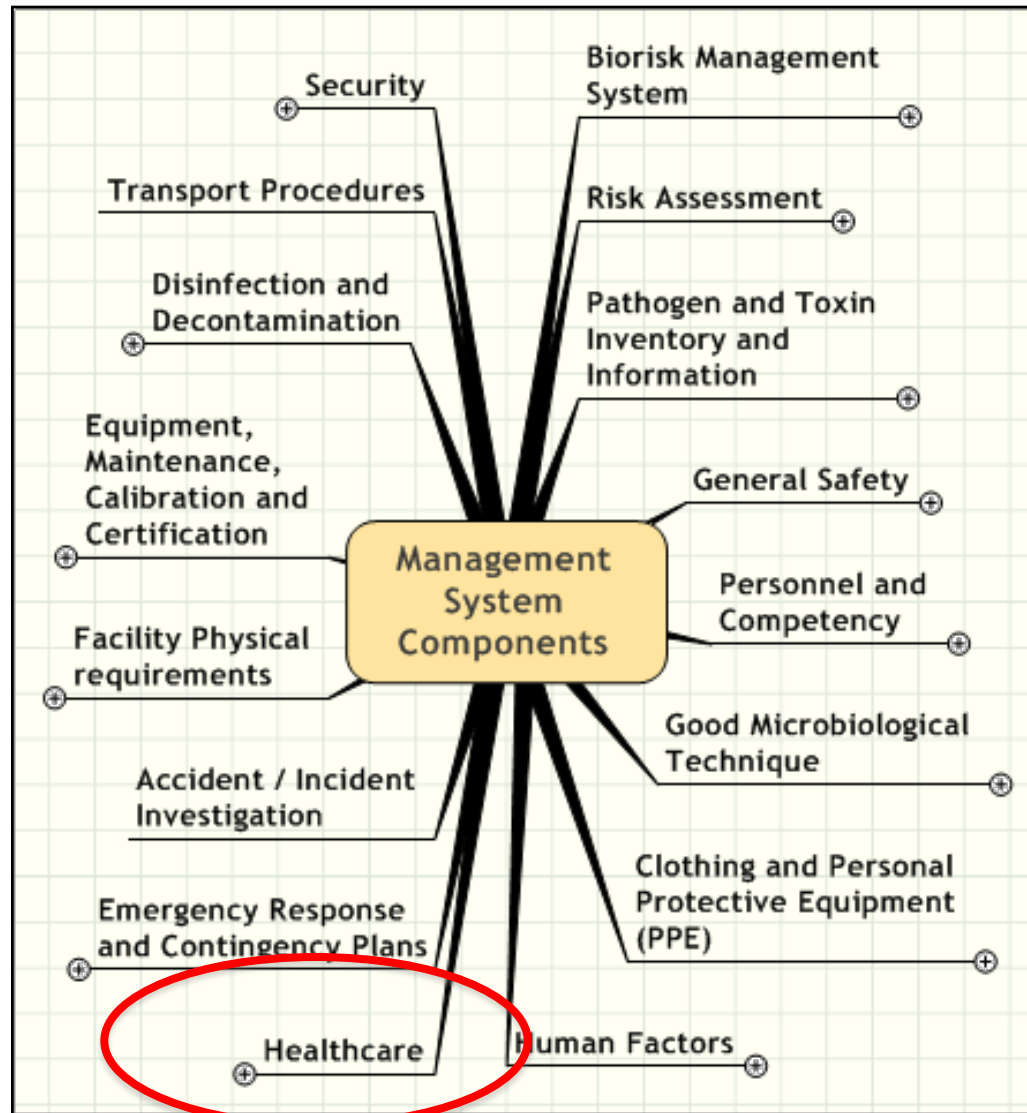 Security
Transport Procedures
Disinfection and
Decontamination
Equipment,
Maintenance,
Calibration and
Certification
Facility Physical
requirements
Accident / Incident
Investigation
Emergency Response
and Contingency Plans
Healthcare
Management
System
Components
Biorisk Management
System
Risk Assessment
Pathogen and Toxin
Inventory and
Information
General Safety
Personnel and
Competency
Good Microbiological
Technique
Clothing and Personal
Protective Equipment
(PPE)
Human Factors